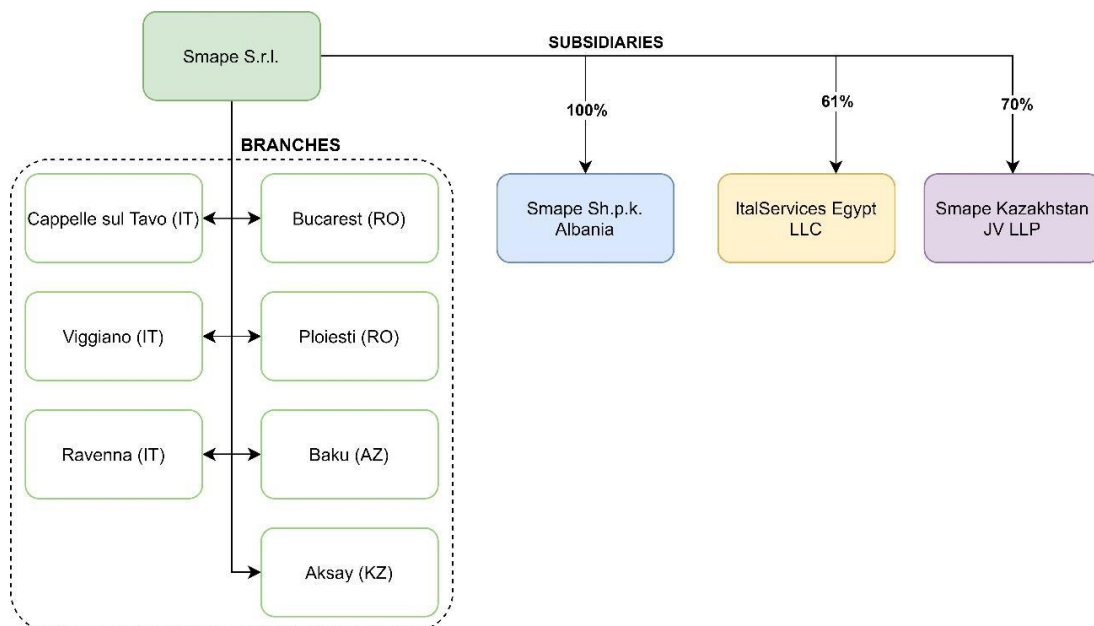 Smape S.r.l.
SUBSIDIARIES
100%
61%
70%
BRANCHES
Cappelle sul Tavo (IT)
Bucarest (RO)
Smape Sh.p.k.
Albania
ItalServices Egypt
LLC
Smape Kazakhstan
JV LLP
Viggiano (IT)
Ploiesti (RO)
Ravenna (IT)
Baku (AZ)
Aksay (KZ)